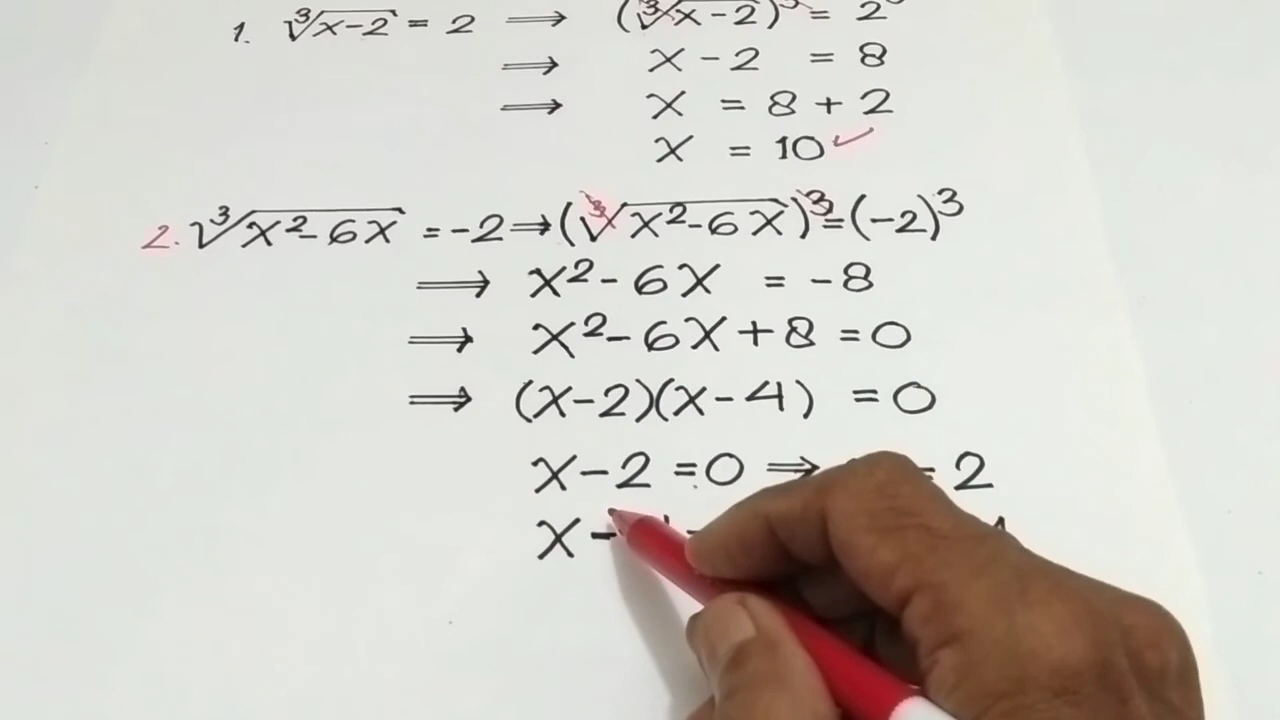 1. ∛(x-2) = 2 ⟹ (∛(x-2))³ = 2³
⟹ x - 2 = 8
⟹ x = 8 + 2
x = 10 ✓
2. ∛(x²-6x) = -2 ⟹ (∛(x²-6x))³ = (-2)³
⟹ x² - 6x = -8
⟹ x² - 6x + 8 = 0
⟹ (x-2)(x-4) = 0
x - 2 = 0 ⟹ = 2
x -